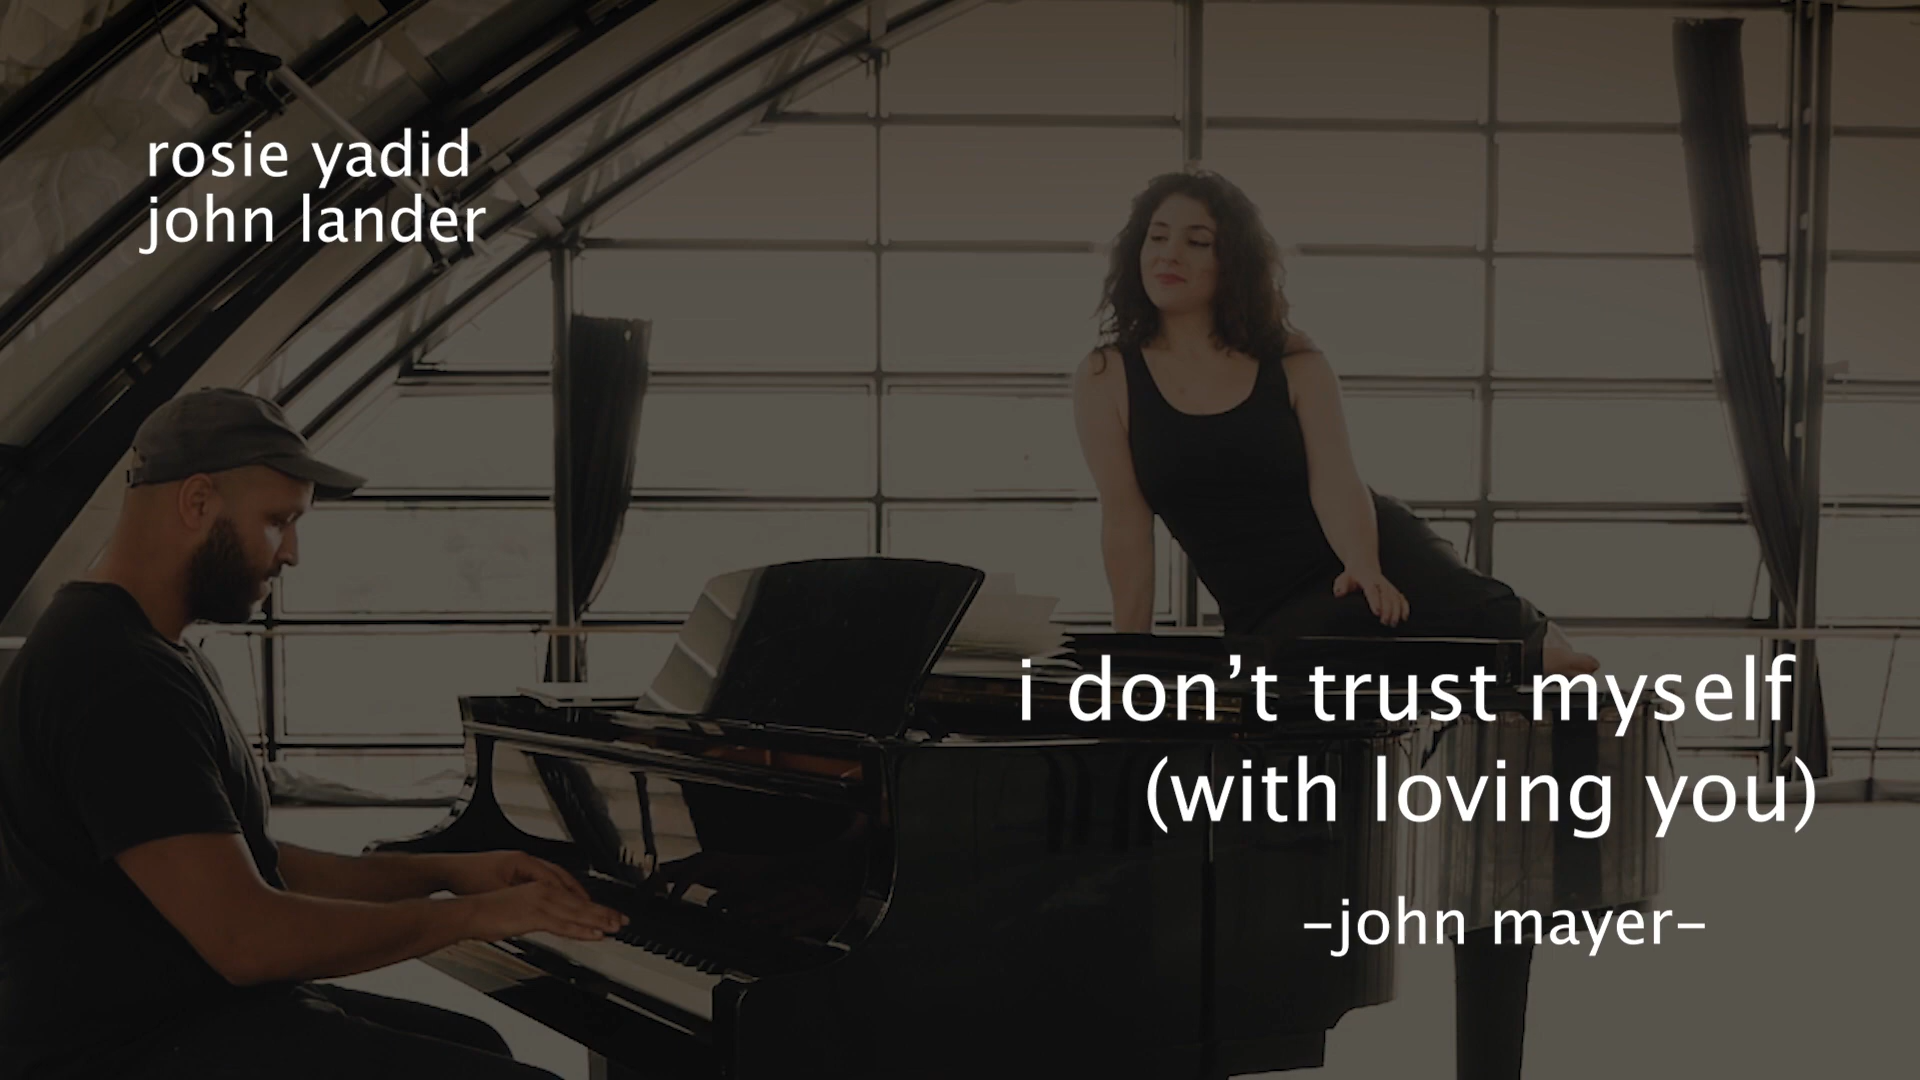 rosie yadid
john lander
i don’t trust myself
(with loving you)
-john mayer-